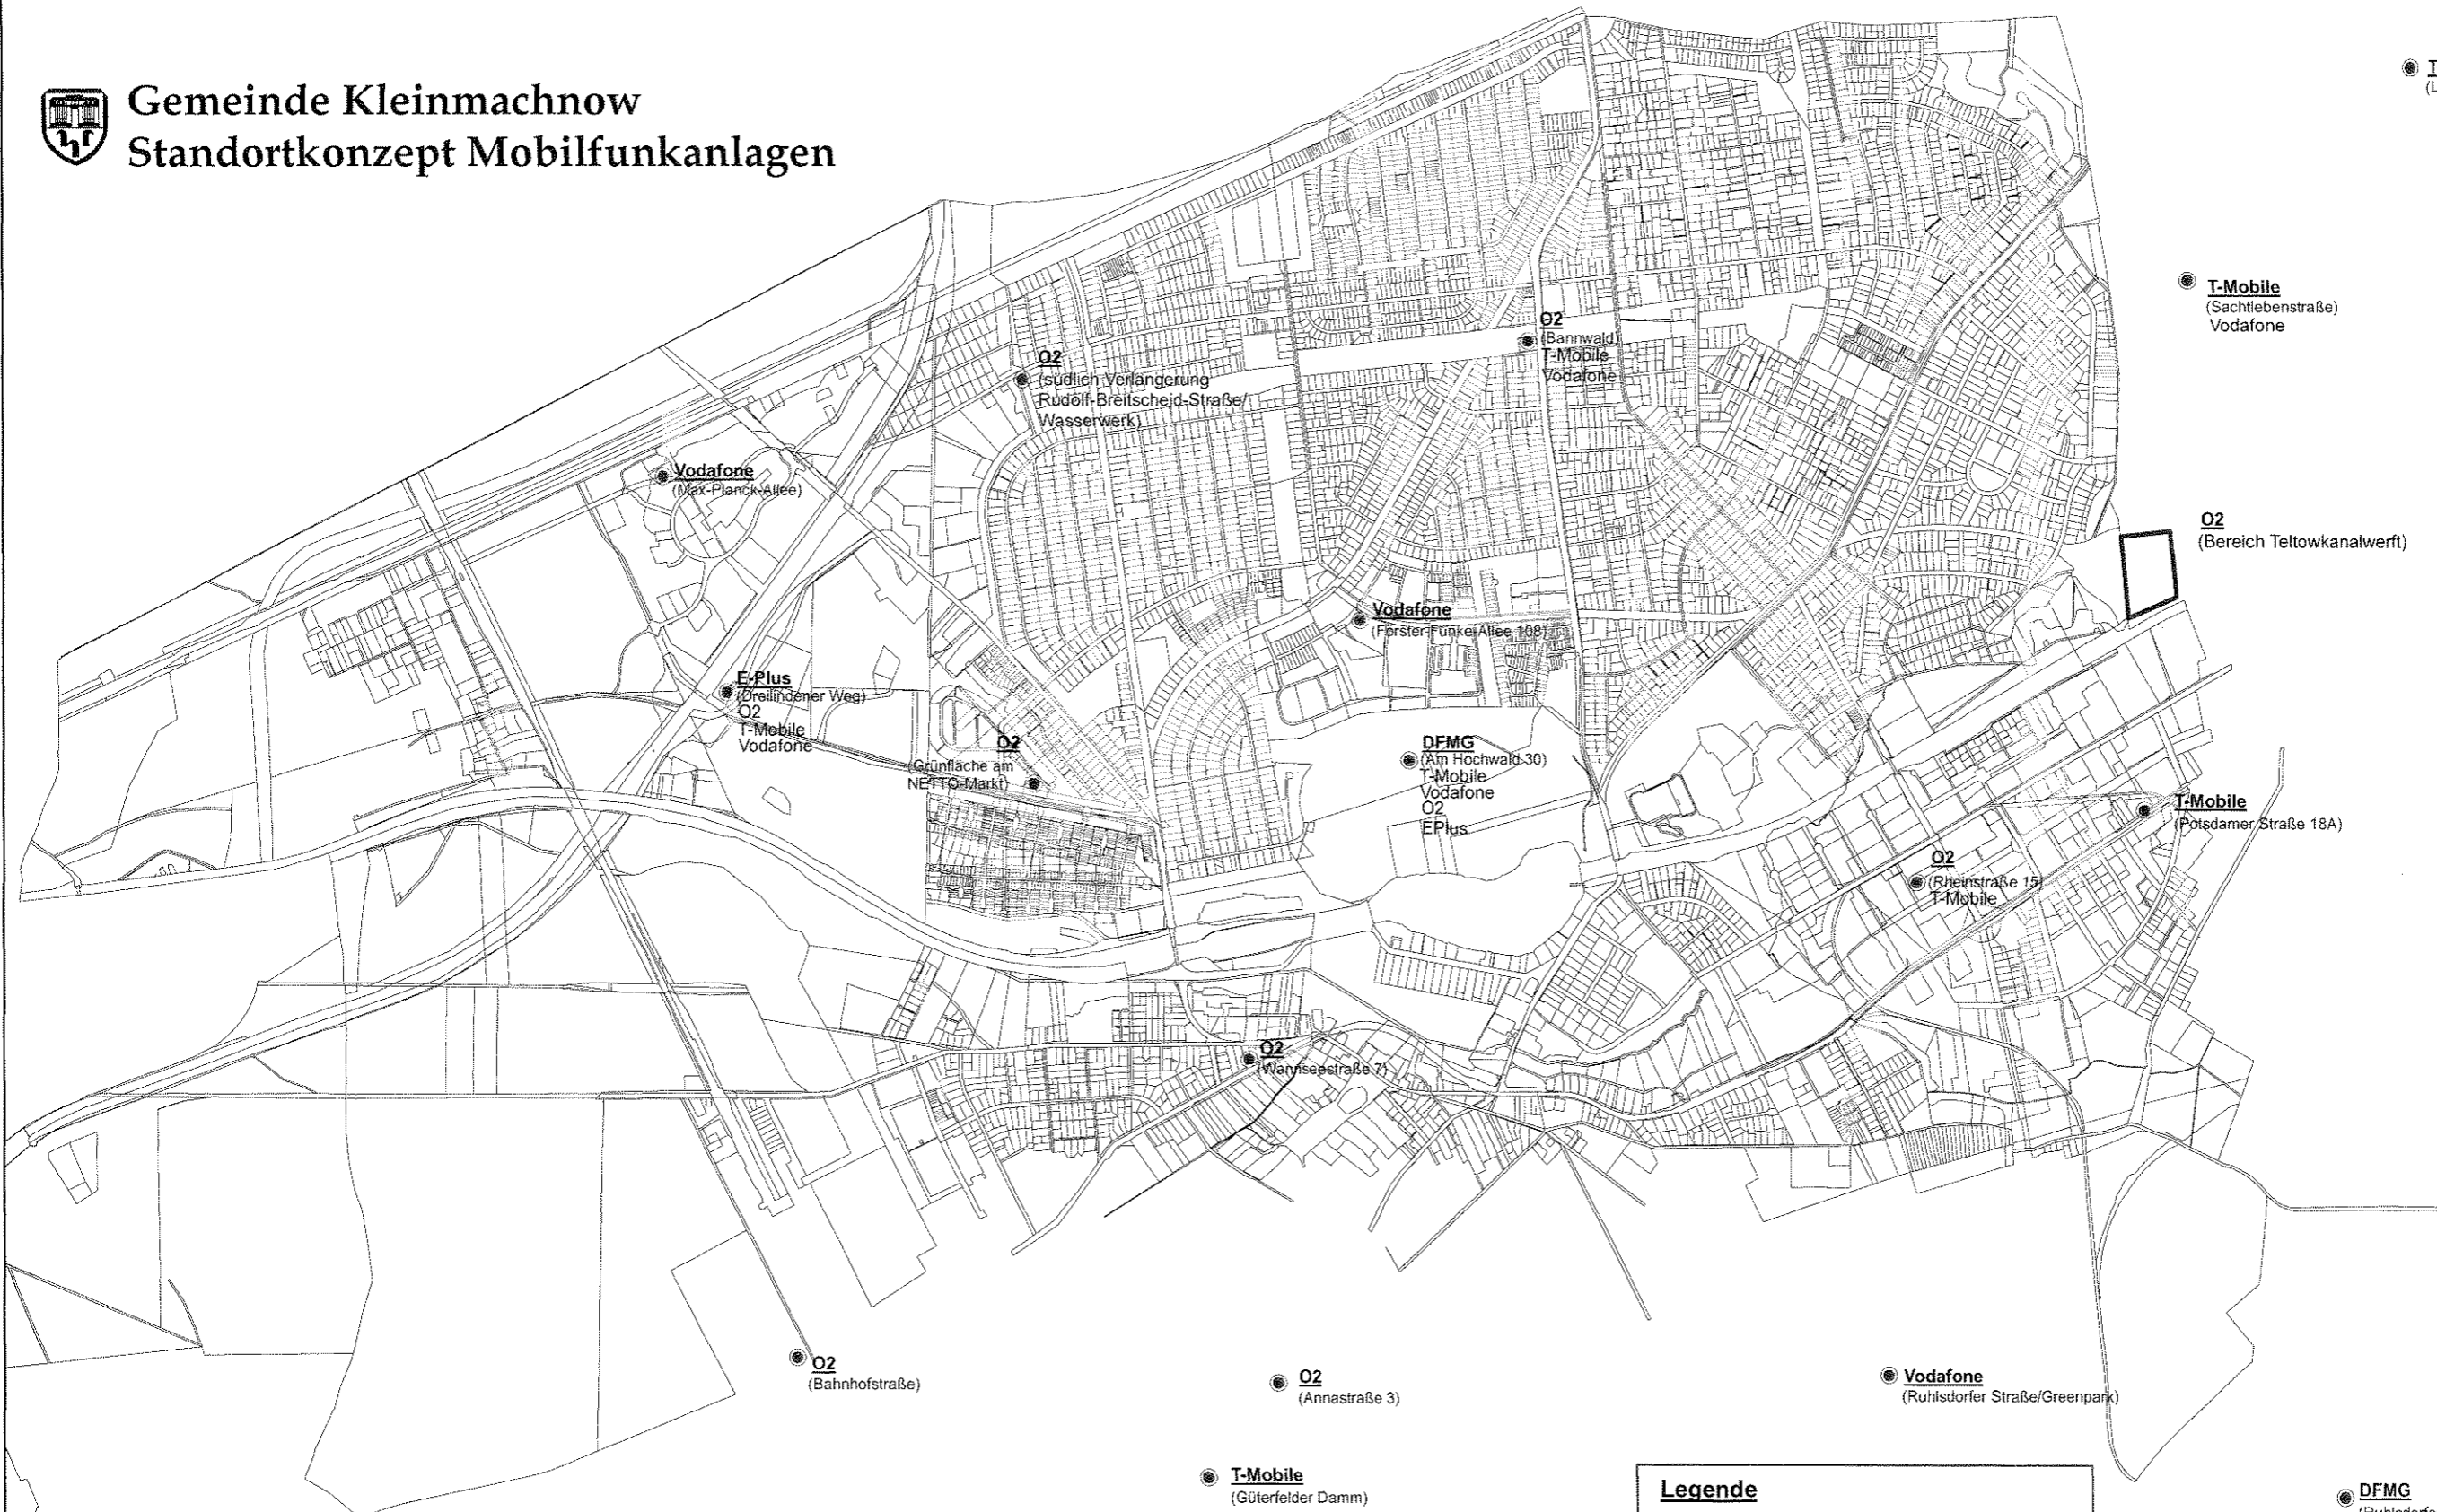 Gemeinde Kleinmachnow
Standortkonzept Mobilfunkanlagen
T-Mobile
(Sachtlebenstraße)
Vodafone
O2
(Bannwald)
T-Mobile
Vodafone
O2
(südlich Verlängerung
Rudolf-Breitscheid-Straße/
Wasserwerk)
Vodafone
(Max-Planck-Allee)
O2
(Bereich Teltowkanalwerft)
Vodafone
(Förster-Funke-Allee 108)
E-Plus
(Dreilindener Weg)
O2
T-Mobile
Vodafone
O2
(Grünfläche am
NETTO-Markt)
DFMG
(Am Hochwald 30)
T-Mobile
Vodafone
O2
EPlus
T-Mobile
(Potsdamer Straße 18A)
O2
(Rheinstraße 15)
T-Mobile
O2
(Wannseestraße 7)
O2
(Bahnhofstraße)
O2
(Annastraße 3)
Vodafone
(Ruhlsdorfer Straße/Greenpark)
T-Mobile
(Güterfelder Damm)
Legende
DFMG